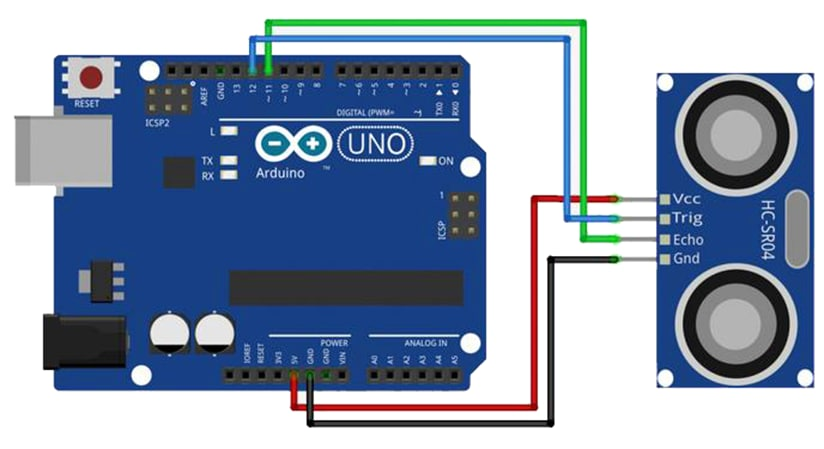 RESET
ICSP2
AREF
GND
13
12
~11
~10
~9
8
7
~6
~5
4
~3
2
TX0 ▶ 1
RX0 ◀ 0
DIGITAL (PWM=
L
TX
RX
Arduino
™
UNO
ON
1
ICSP
Vcc
Trig
Echo
Gnd
HC-SR04
POWER
ANALOG IN
IOREF
RESET
3V3
5V
GND
GND
VIN
A0
A1
A2
A3
A4
A5